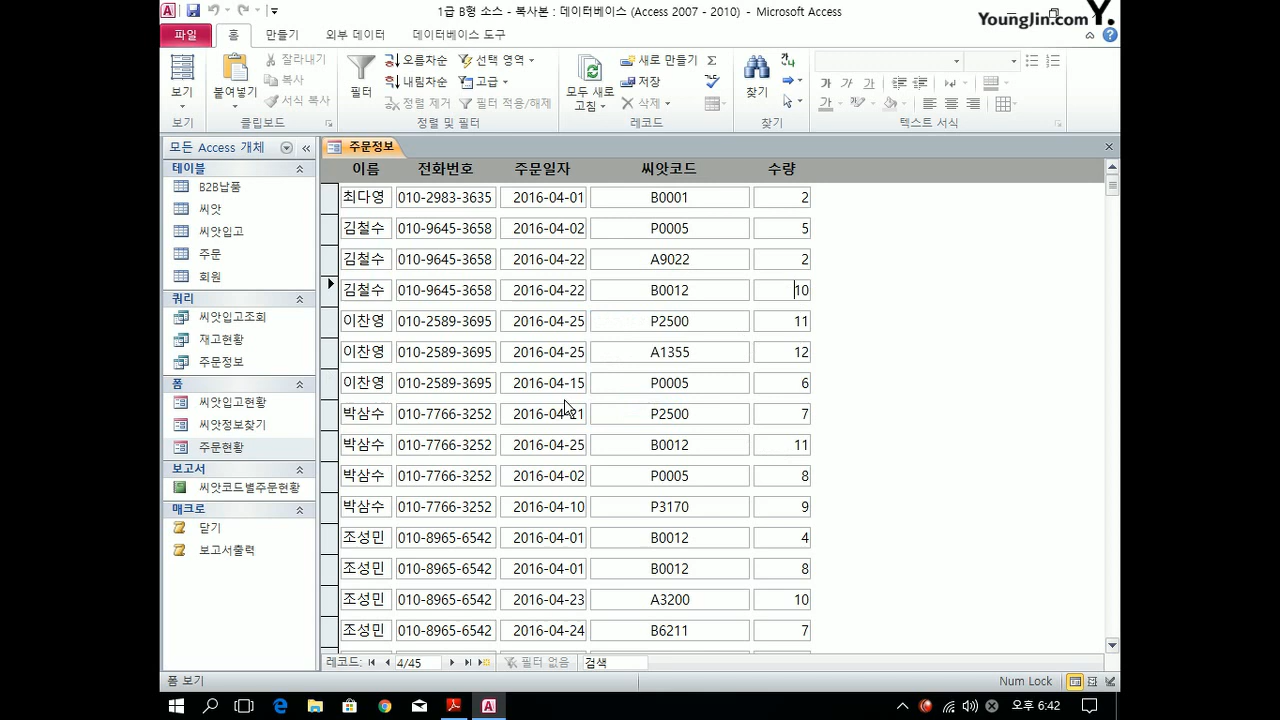 1급 B형 소스 - 복사본 : 데이터베이스 (Access 2007 - 2010) - Microsoft Access
YoungJin.com Y.
파일 홈 만들기 외부 데이터 데이터베이스 도구
보기
붙여넣기
잘라내기
복사
서식 복사
필터
오름차순
내림차순
정렬 제거
선택 영역
고급
필터 적용/해제
모두 새로 고침
새로 만들기
저장
삭제
찾기
가 가 가
가
보기 클립보드 정렬 및 필터 레코드 찾기 텍스트 서식
모든 Access 개체
테이블
B2B납품
씨앗
씨앗입고
주문
회원
쿼리
씨앗입고조회
재고현황
주문정보
폼
씨앗입고현황
씨앗정보찾기
주문현황
보고서
씨앗코드별주문현황
매크로
닫기
보고서출력
주문정보
이름 전화번호 주문일자 씨앗코드 수량
최다영 010-2983-3635 2016-04-01 B0001 2
김철수 010-9645-3658 2016-04-02 P0005 5
김철수 010-9645-3658 2016-04-22 A9022 2
김철수 010-9645-3658 2016-04-22 B0012 10
이찬영 010-2589-3695 2016-04-25 P2500 11
이찬영 010-2589-3695 2016-04-25 A1355 12
이찬영 010-2589-3695 2016-04-15 P0005 6
박삼수 010-7766-3252 2016-04-21 P2500 7
박삼수 010-7766-3252 2016-04-25 B0012 11
박삼수 010-7766-3252 2016-04-02 P0005 8
박삼수 010-7766-3252 2016-04-10 P3170 9
조성민 010-8965-6542 2016-04-01 B0012 4
조성민 010-8965-6542 2016-04-01 B0012 8
조성민 010-8965-6542 2016-04-23 A3200 10
조성민 010-8965-6542 2016-04-24 B6211 7
레코드: 4/45 필터 없음 검색
폼 보기 Num Lock
오후 6:42